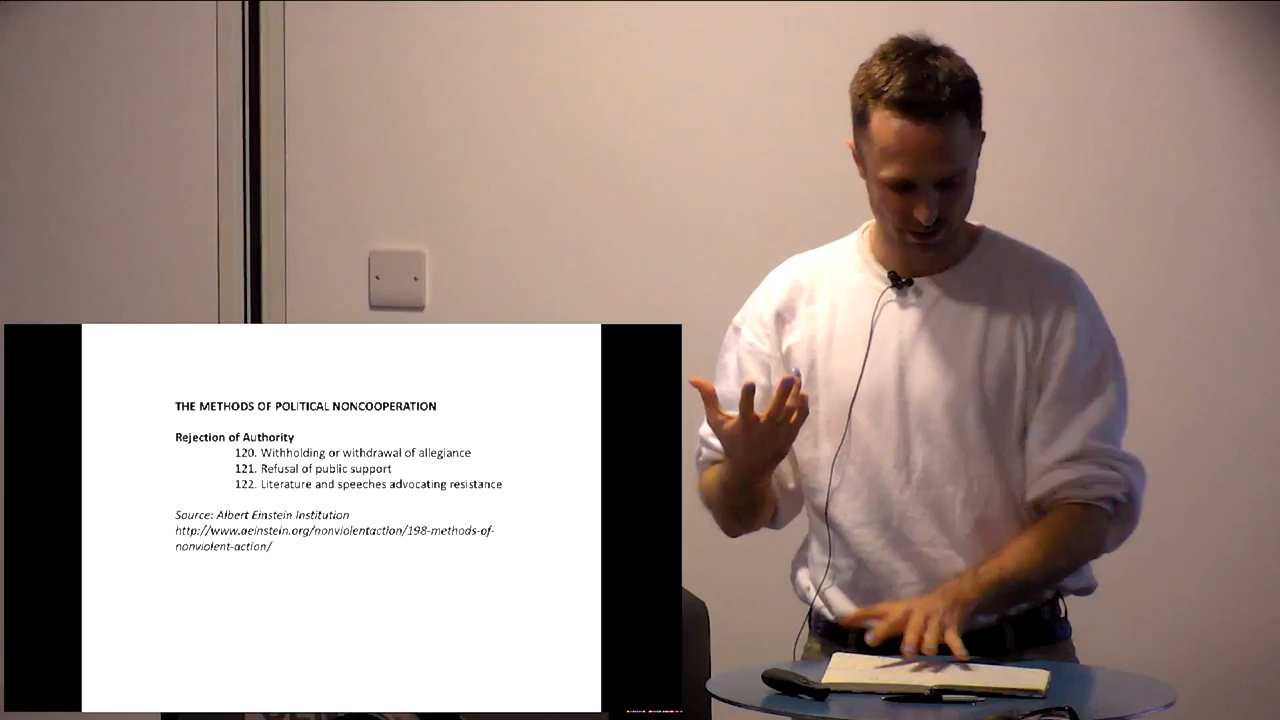 THE METHODS OF POLITICAL NONCOOPERATION
Rejection of Authority
120. Withholding or withdrawal of allegiance
121. Refusal of public support
122. Literature and speeches advocating resistance
Source: Albert Einstein Institution
http://www.aeinstein.org/nonviolentaction/198-methods-of-
nonviolent-action/